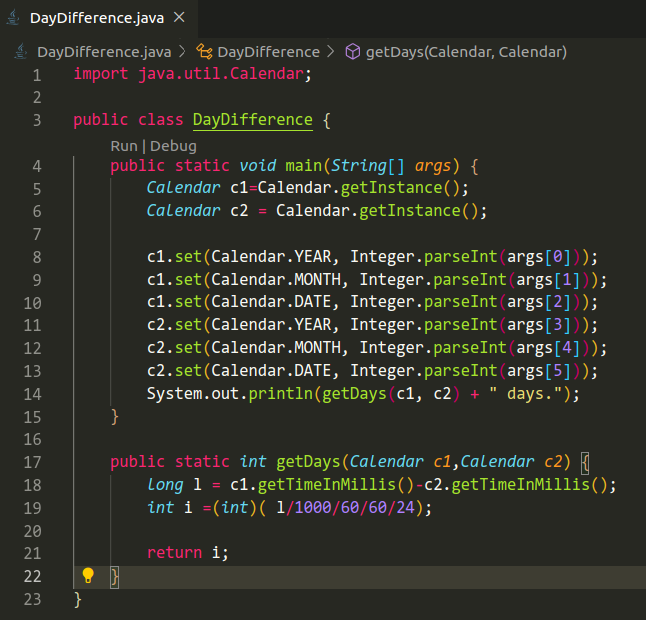 DayDifference.java ×
DayDifference.java > DayDifference > getDays(Calendar, Calendar)
1 import java.util.Calendar;
2
3 public class DayDifference {
Run | Debug
4 public static void main(String[] args) {
5 Calendar c1=Calendar.getInstance();
6 Calendar c2 = Calendar.getInstance();
7
8 c1.set(Calendar.YEAR, Integer.parseInt(args[0]));
9 c1.set(Calendar.MONTH, Integer.parseInt(args[1]));
10 c1.set(Calendar.DATE, Integer.parseInt(args[2]));
11 c2.set(Calendar.YEAR, Integer.parseInt(args[3]));
12 c2.set(Calendar.MONTH, Integer.parseInt(args[4]));
13 c2.set(Calendar.DATE, Integer.parseInt(args[5]));
14 System.out.println(getDays(c1, c2) + " days.");
15 }
16
17 public static int getDays(Calendar c1,Calendar c2) {
18 long l = c1.getTimeInMillis()-c2.getTimeInMillis();
19 int i =(int)( l/1000/60/60/24);
20
21 return i;
22 }
23 }